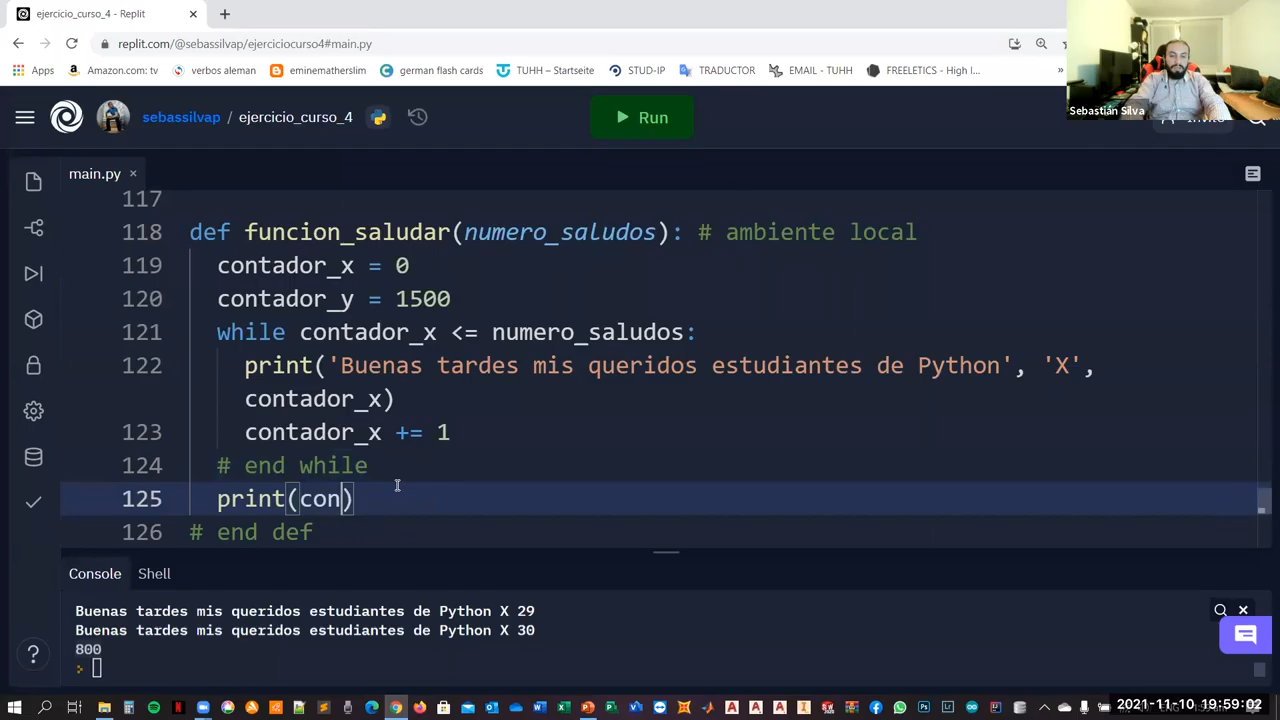 ejercicio_curso_4 - Replit
replit.com/@sebassilvap/ejerciciocurso4#main.py
Apps
Amazon.com: tv
verbos aleman
eminemathslim
german flash cards
TUHH – Startseite
STUD-IP
TRADUCTOR
EMAIL - TUHH
FREELETICS - High I...
»
Sebastián Silva
sebassilvap / ejercicio_curso_4
Run
main.py
117
118 def funcion_saludar(numero_saludos): # ambiente local
119 contador_x = 0
120 contador_y = 1500
121 while contador_x <= numero_saludos:
122 print('Buenas tardes mis queridos estudiantes de Python', 'X',
contador_x)
123 contador_x += 1
124 # end while
125 print(con)
126 # end def
Console Shell
Buenas tardes mis queridos estudiantes de Python X 29
Buenas tardes mis queridos estudiantes de Python X 30
800
2021-11-10 19:59:02